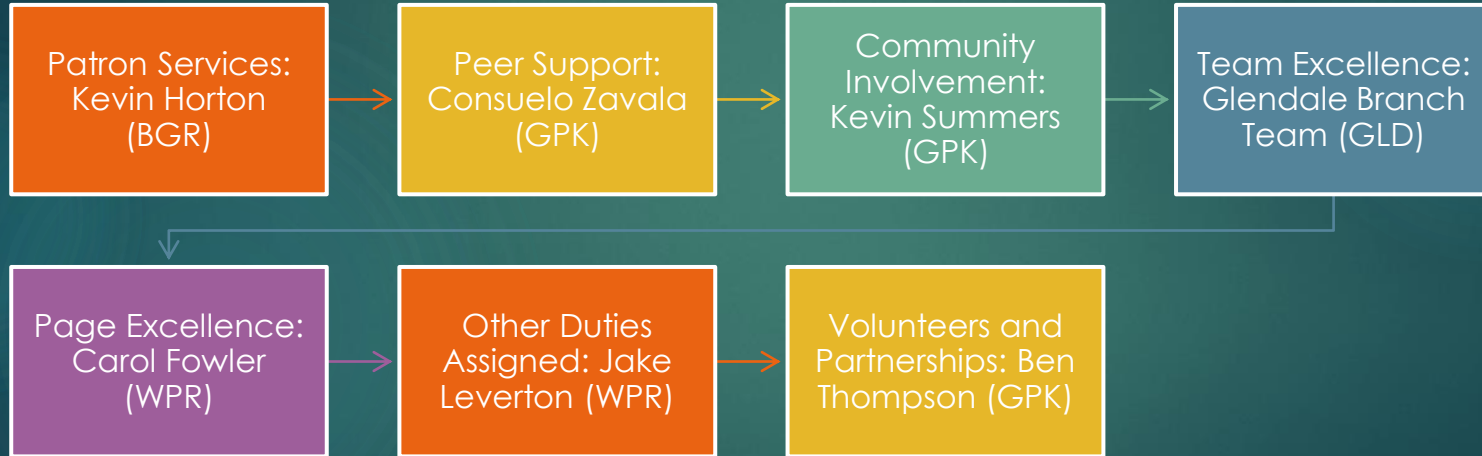 Patron Services:
Kevin Horton
(BGR)
Peer Support:
Consuelo Zavala
(GPK)
Community
Involvement:
Kevin Summers
(GPK)
Team Excellence:
Glendale Branch
Team (GLD)
Page Excellence:
Carol Fowler
(WPR)
Other Duties
Assigned: Jake
Leverton (WPR)
Volunteers and
Partnerships: Ben
Thompson (GPK)